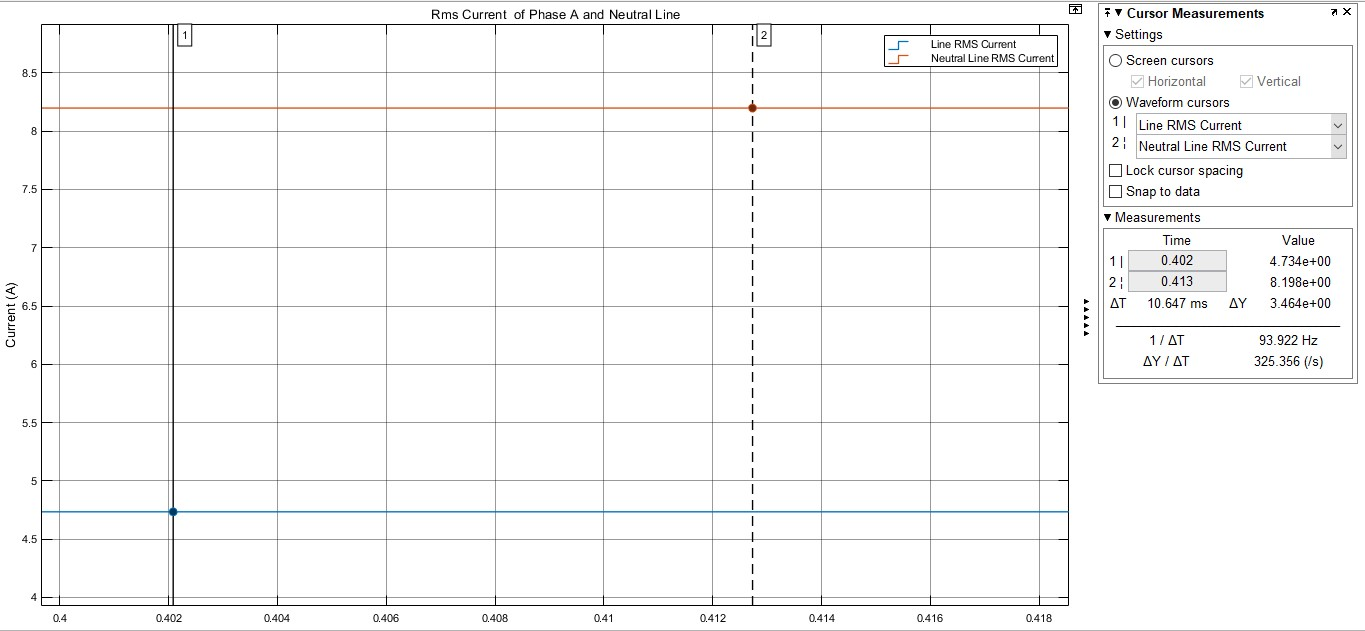 Rms Current of Phase A and Neutral Line
1
2
Line RMS Current
Neutral Line RMS Current
Current (A)
8.5
8
7.5
7
6.5
6
5.5
5
4.5
4
0.4 0.402 0.404 0.406 0.408 0.41 0.412 0.414 0.416 0.418
Cursor Measurements
Settings
Screen cursors
Horizontal Vertical
Waveform cursors
1 | Line RMS Current
2 ¦ Neutral Line RMS Current
Lock cursor spacing
Snap to data
Measurements
Time Value
1 | 0.402 4.734e+00
2 ¦ 0.413 8.198e+00
ΔT 10.647 ms ΔY 3.464e+00
1 / ΔT 93.922 Hz
ΔY / ΔT 325.356 (/s)